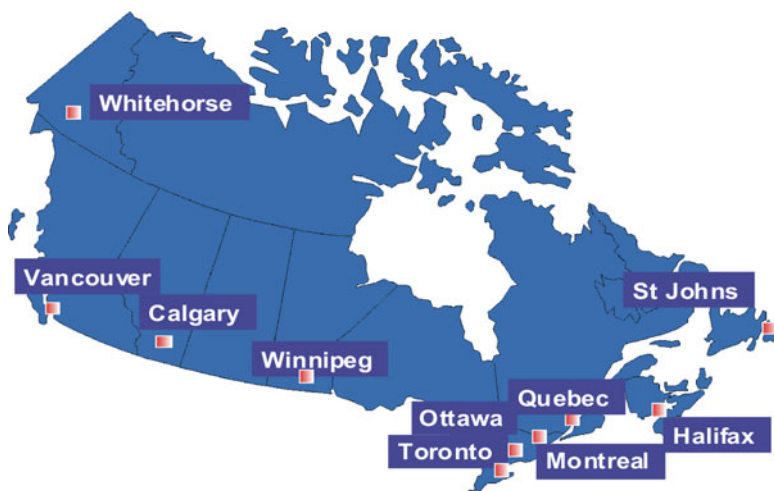 Whitehorse
Vancouver
St Johns
Calgary
Winnipeg
Quebec
Ottawa
Halifax
Toronto
Montreal